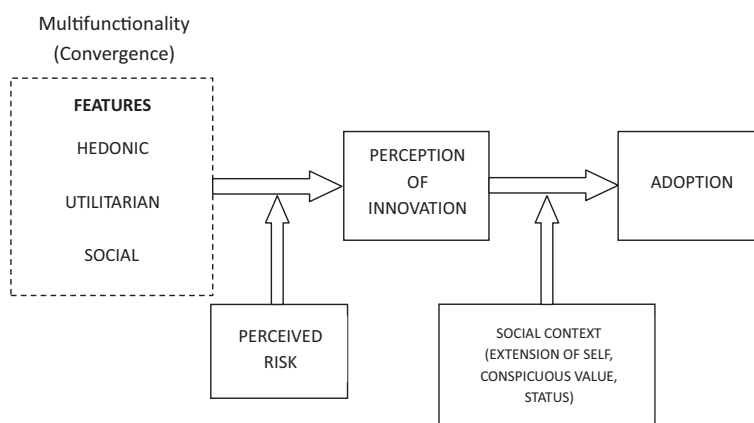 Multifunctionality
(Convergence)
FEATURES
HEDONIC
UTILITARIAN
SOCIAL
PERCEPTION
OF
INNOVATION
ADOPTION
PERCEIVED
RISK
SOCIAL CONTEXT
(EXTENSION OF SELF,
CONSPICUOUS VALUE,
STATUS)